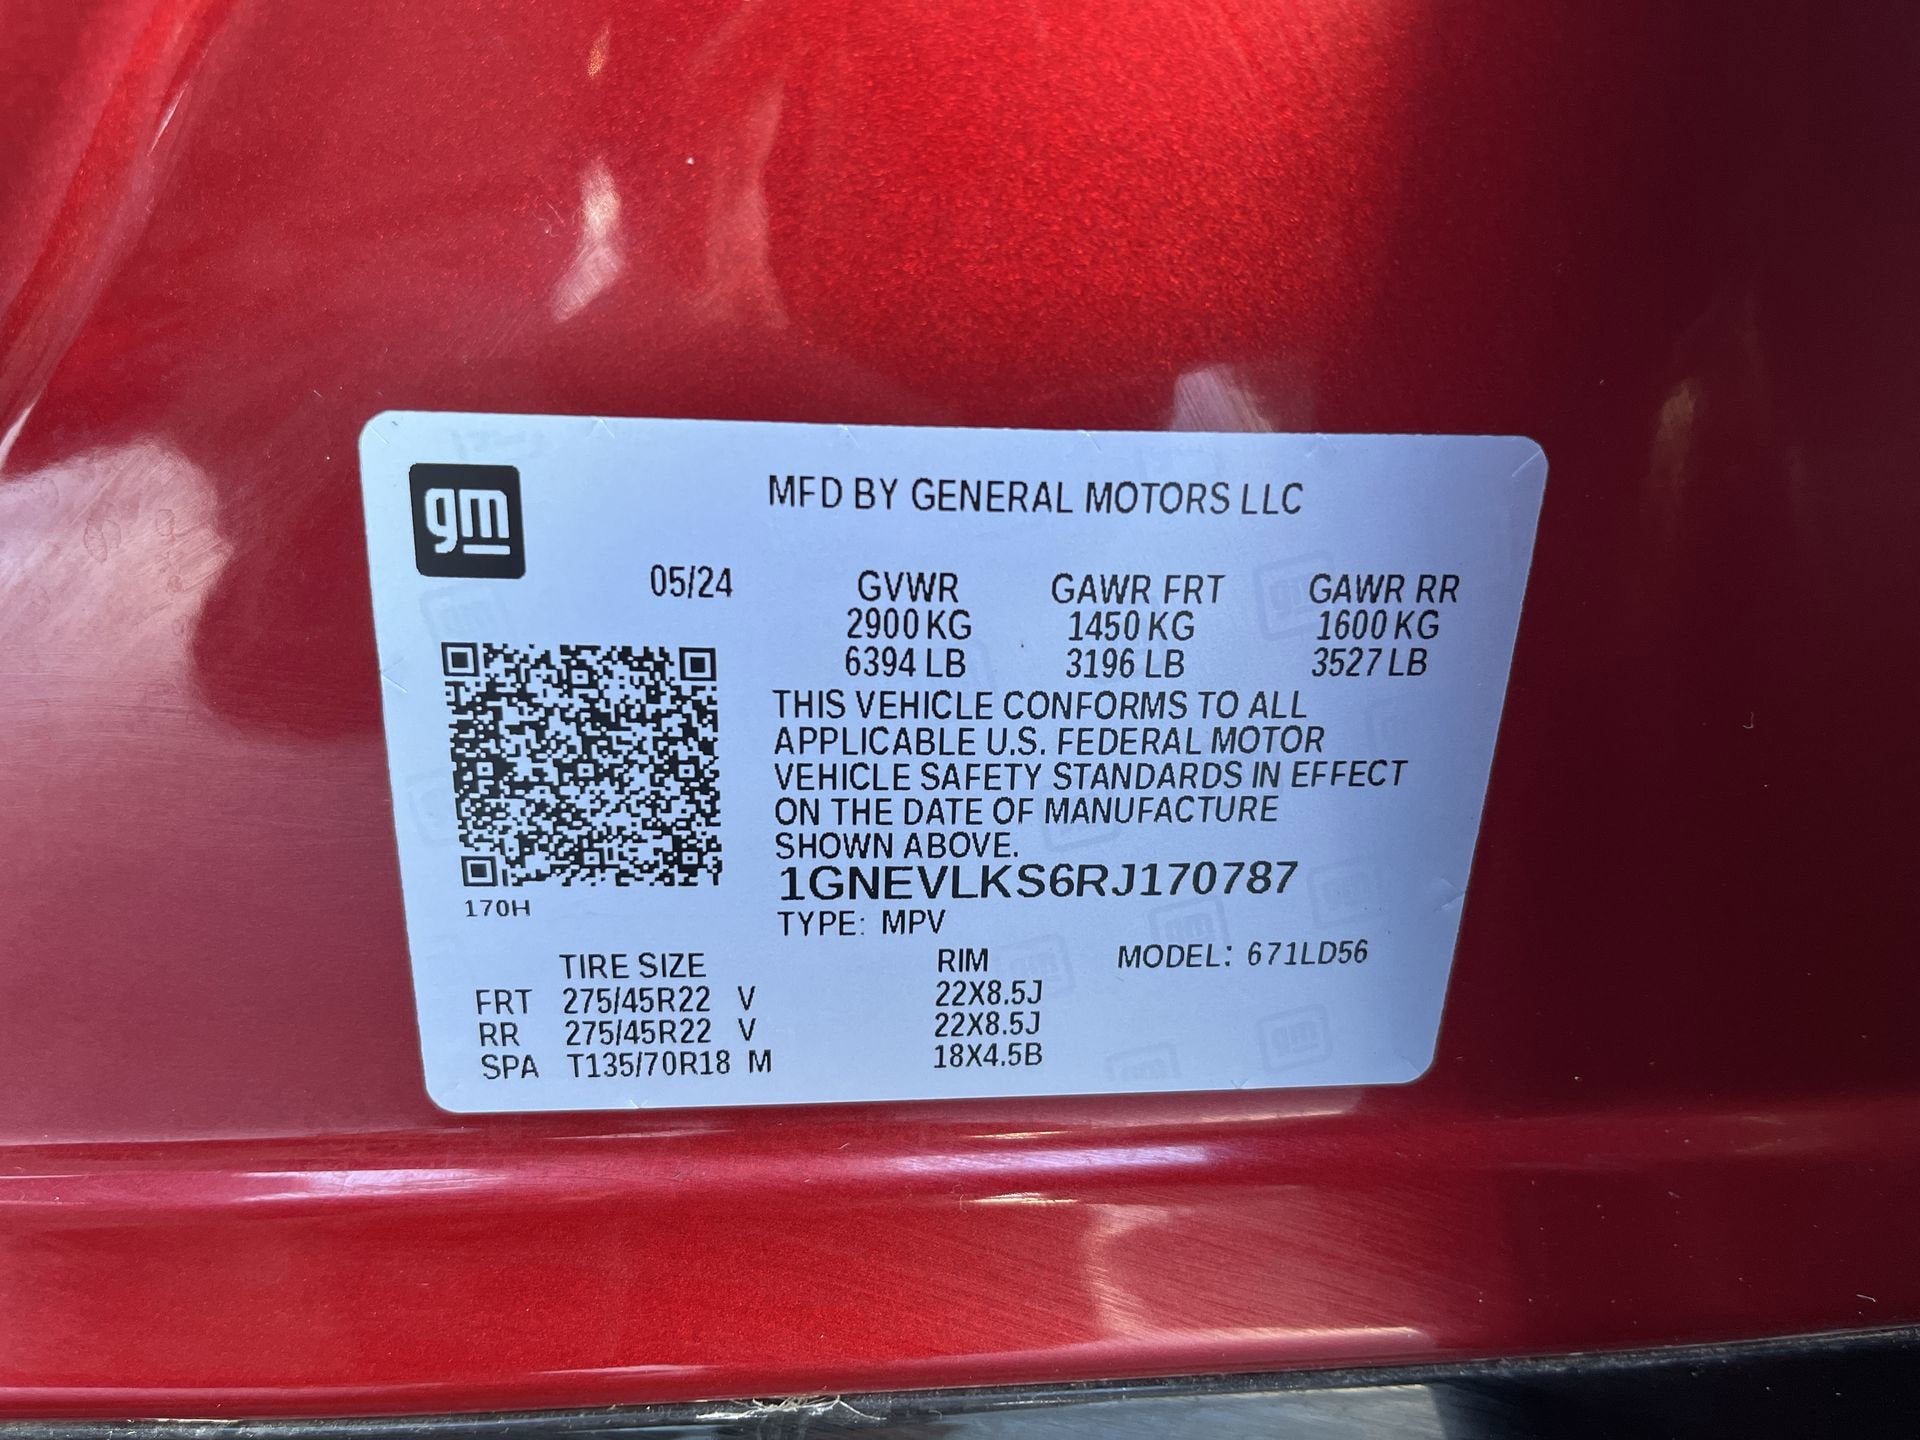 gm
MFD BY GENERAL MOTORS LLC
05/24 GVWR GAWR FRT GAWR RR
2900 KG 1450 KG 1600 KG
6394 LB 3196 LB 3527 LB
THIS VEHICLE CONFORMS TO ALL
APPLICABLE U.S. FEDERAL MOTOR
VEHICLE SAFETY STANDARDS IN EFFECT
ON THE DATE OF MANUFACTURE
SHOWN ABOVE.
1GNEVLKS6RJ170787
170H
TYPE: MPV
TIRE SIZE RIM MODEL: 671LD56
FRT 275/45R22 V 22X8.5J
RR 275/45R22 V 22X8.5J
SPA T135/70R18 M 18X4.5B